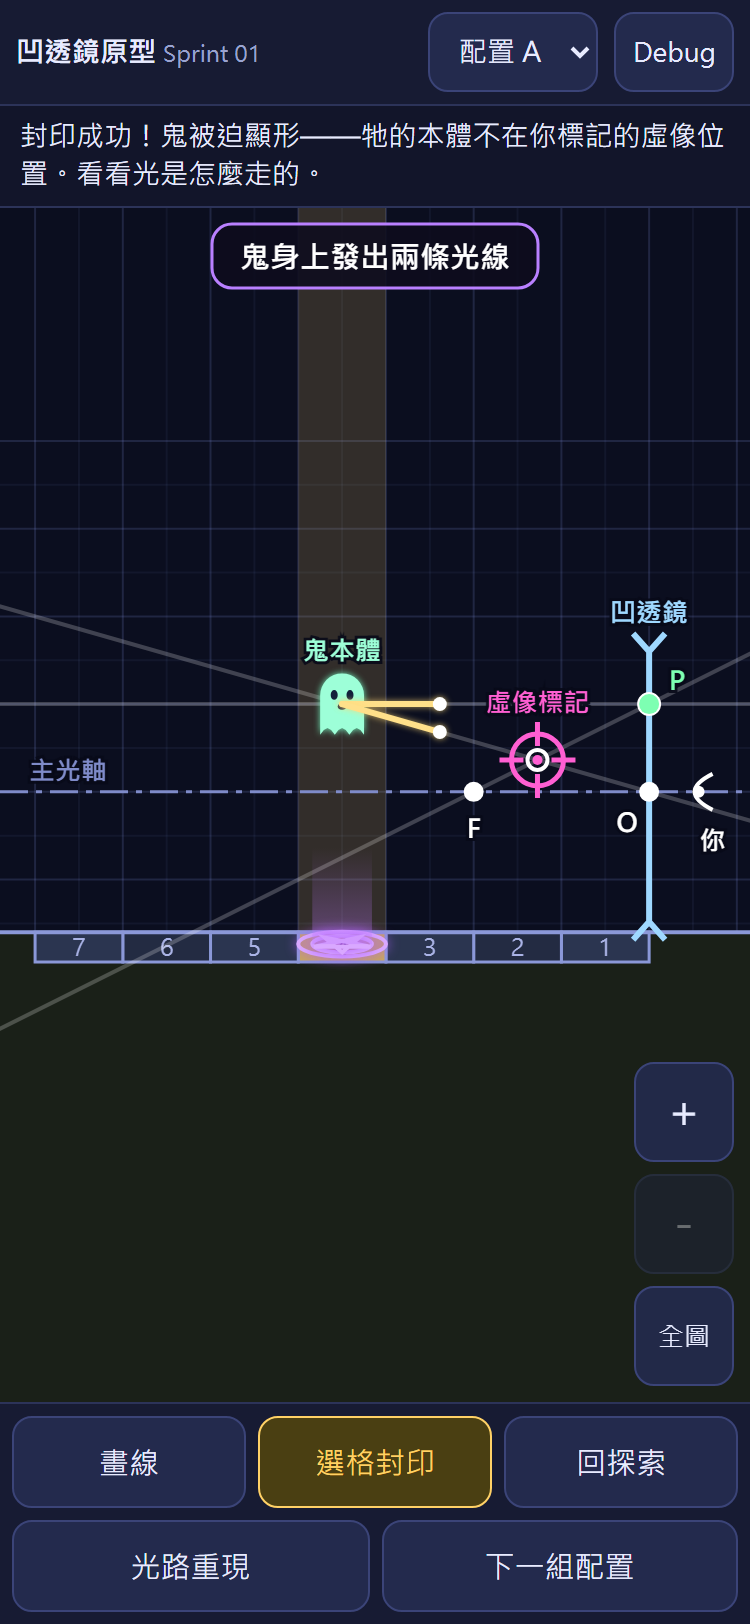 凹透鏡原型 Sprint 01
配置 A
Debug
封印成功！鬼被迫顯形——牠的本體不在你標記的虛像位
置。看看光是怎麼走的。
鬼身上發出兩條光線
凹透鏡
鬼本體
P
虛像標記
主光軸
F
O
你
7
6
5
3
2
1
+
-
全圖
畫線
選格封印
回探索
光路重現
下一組配置